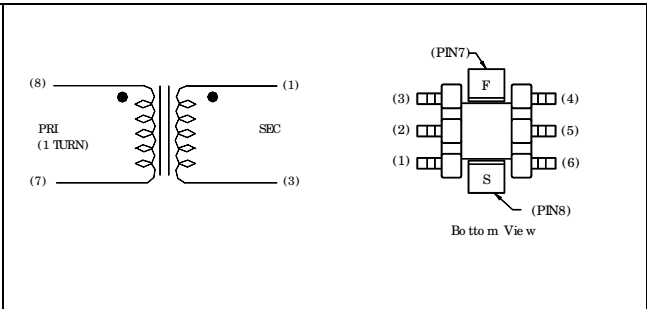 (8)
(1)
PRI
(1 TURN)
SEC
(7)
(3)
(PIN7)
F
(3)
(4)
(2)
(5)
(1)
(6)
S
(PIN8)
Bottom View